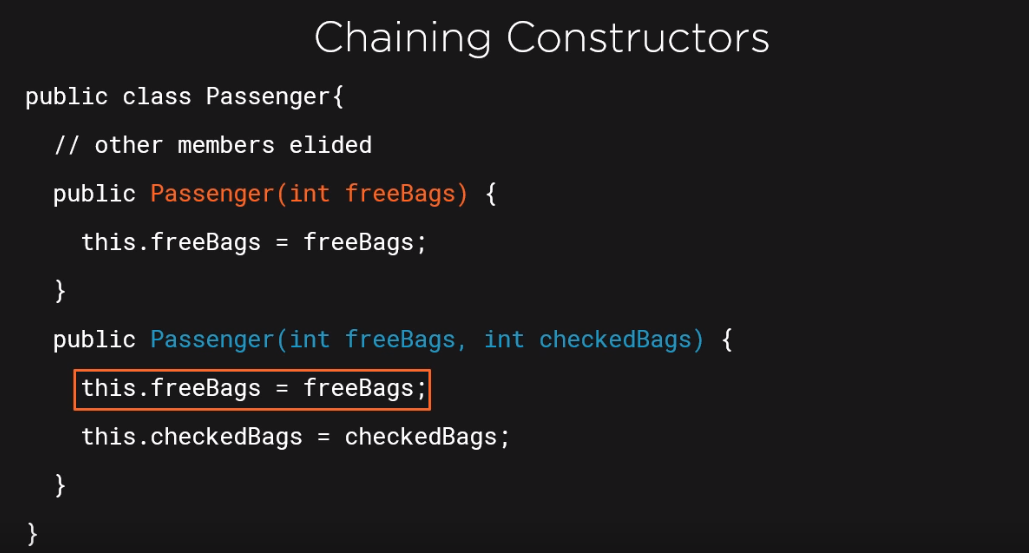 Chaining Constructors
public class Passenger{
// other members elided
public Passenger(int freeBags) {
this.freeBags = freeBags;
}
public Passenger(int freeBags, int checkedBags) {
this.freeBags = freeBags;
this.checkedBags = checkedBags;
}
}